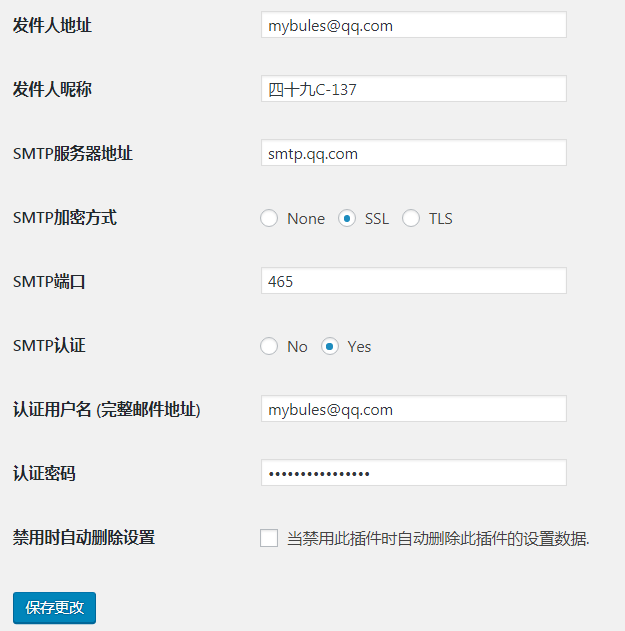 发件人地址 mybules@qq.com
发件人昵称 四十九C-137
SMTP服务器地址 smtp.qq.com
SMTP加密方式 None SSL TLS
SMTP端口 465
SMTP认证 No Yes
认证用户名 (完整邮件地址) mybules@qq.com
认证密码 ••••••••••••••••
禁用时自动删除设置 当禁用此插件时自动删除此插件的设置数据.
保存更改